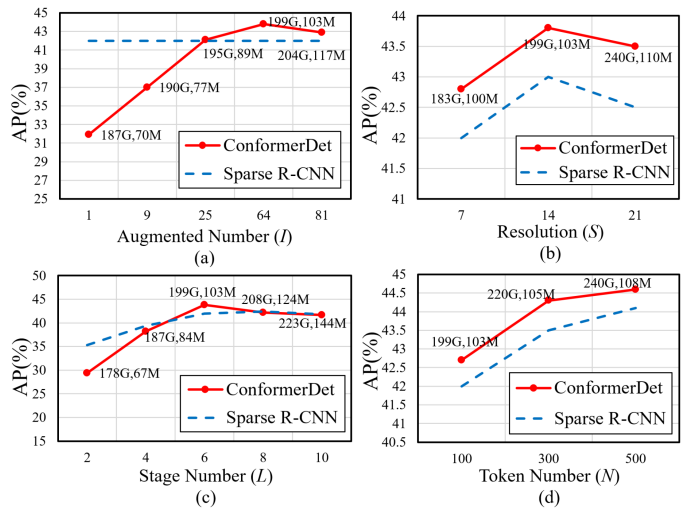 45
43
41
39
37
35
33
31
29
27
25
AP(%)
199G,103M
195G,89M
204G,117M
190G,77M
187G,70M
ConformerDet
Sparse R-CNN
1 9 25 64 81
Augmented Number (I)
(a)
44
43.5
43
42.5
42
41.5
41
AP(%)
199G,103M
240G,110M
183G,100M
ConformerDet
Sparse R-CNN
7 14 21
Resolution (S)
(b)
50
45
40
35
30
25
20
15
AP(%)
199G,103M
208G,124M
223G,144M
187G,84M
178G,67M
ConformerDet
Sparse R-CNN
2 4 6 8 10
Stage Number (L)
(c)
45
44.5
44
43.5
43
42.5
42
41.5
41
40.5
AP(%)
240G,108M
220G,105M
199G,103M
ConformerDet
Sparse R-CNN
100 300 500
Token Number (N)
(d)